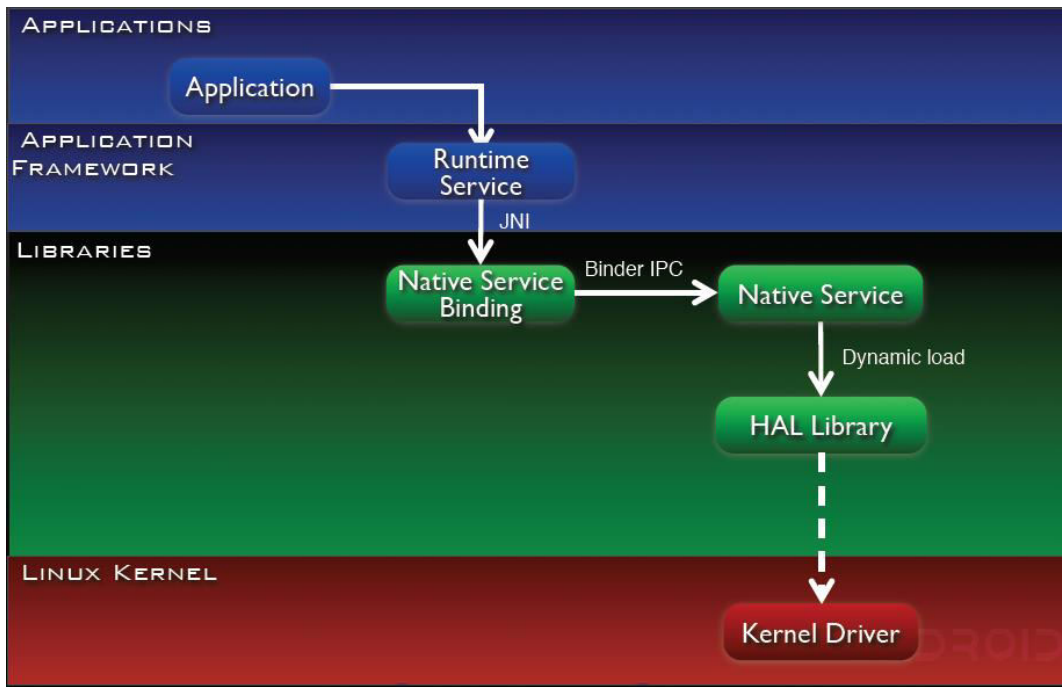 APPLICATIONS
Application
APPLICATION
FRAMEWORK
Runtime
Service
JNI
LIBRARIES
Native Service
Binding
Binder IPC
Native Service
Dynamic load
HAL Library
LINUX KERNEL
Kernel Driver
DROID